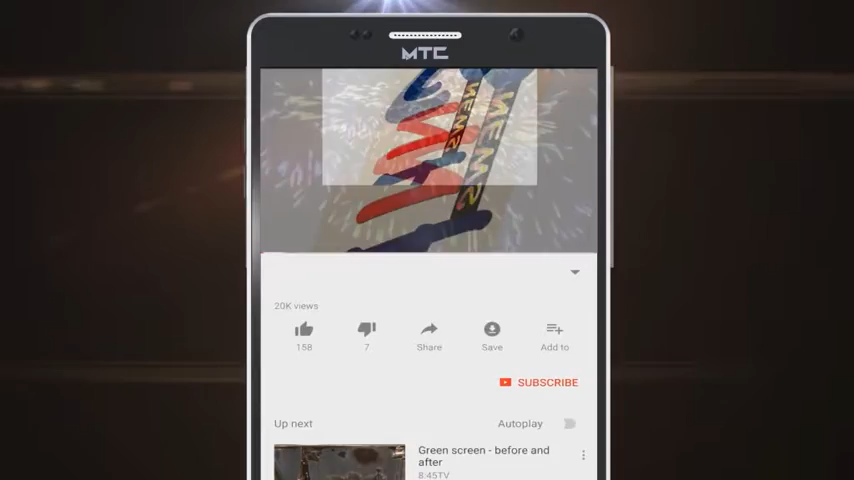 MTC
NEWS
NEWS
20K views
158
7
Share
Save
Add to
SUBSCRIBE
Up next
Autoplay
Green screen - before and
after
8:45TV